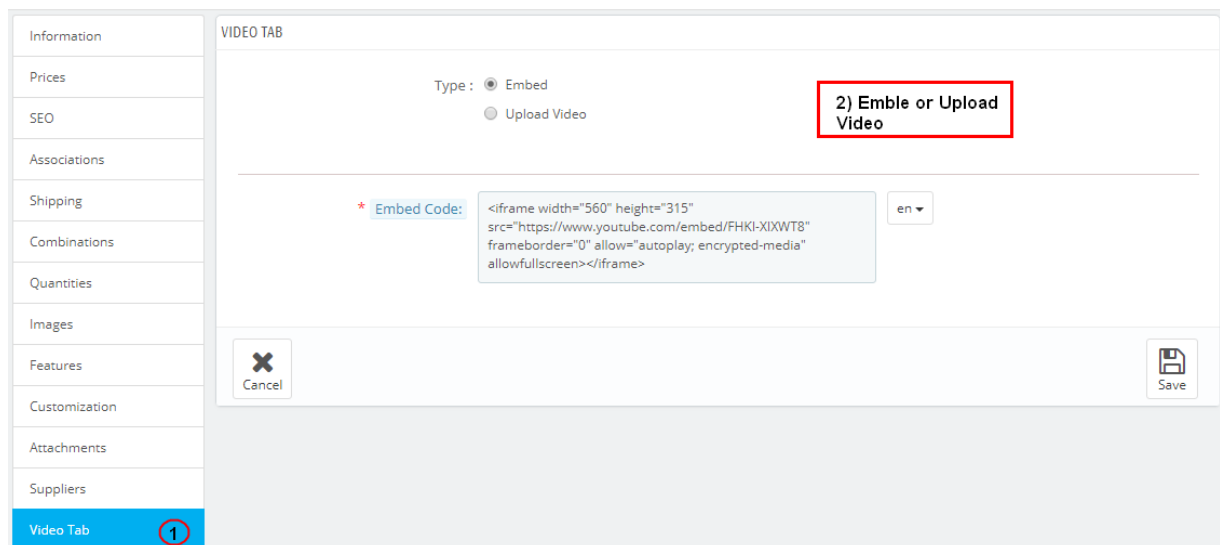 Information
Prices
SEO
Associations
Shipping
Combinations
Quantities
Images
Features
Customization
Attachments
Suppliers
Video Tab
1
VIDEO TAB
Type : Embed
Upload Video
2) Emble or Upload
Video
* Embed Code:
<iframe width="560" height="315"
src="https://www.youtube.com/embed/FHKI-XIXWT8"
frameborder="0" allow="autoplay; encrypted-media"
allowfullscreen></iframe>
en
Cancel
Save